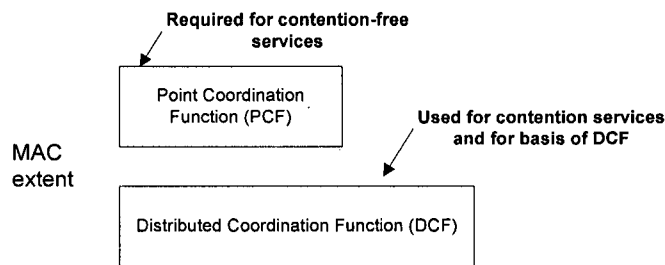 Required for contention-free
services
Point Coordination
Function (PCF)
Used for contention services
and for basis of DCF
MAC
extent
Distributed Coordination Function (DCF)